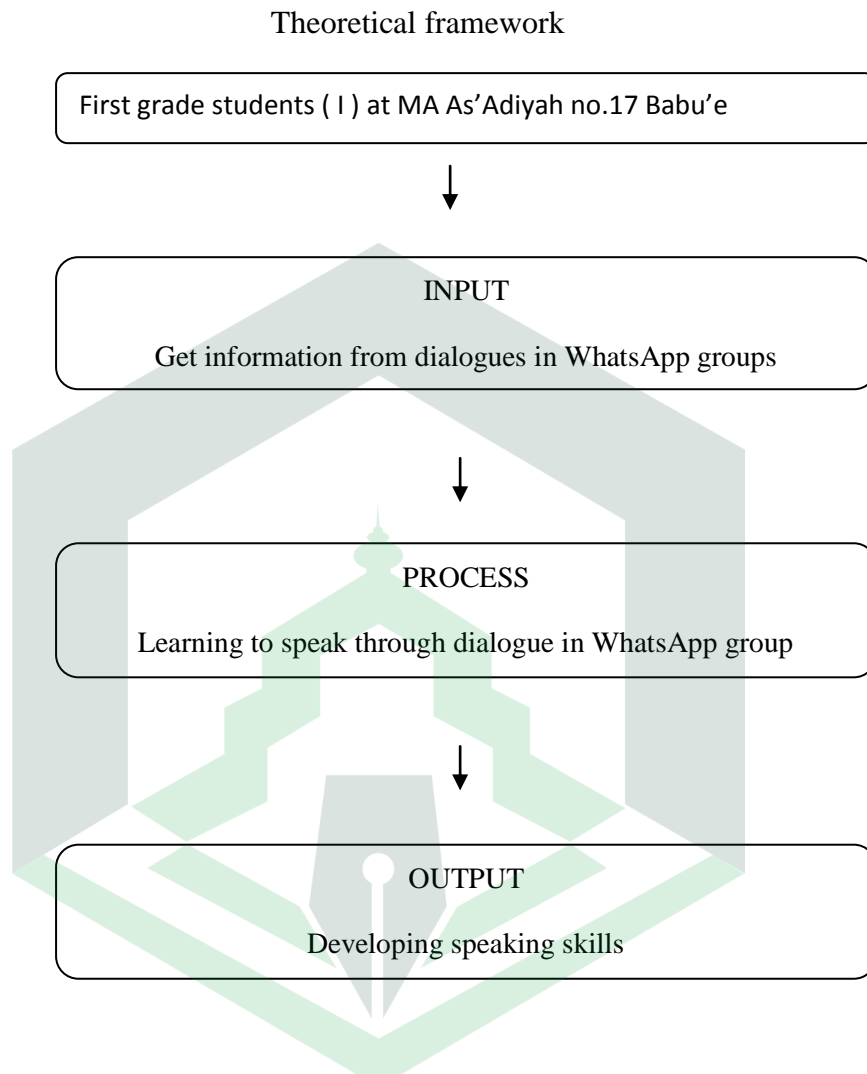 Theoretical framework
First grade students ( I ) at MA As’Adiyah no.17 Babu’e
INPUT
Get information from dialogues in WhatsApp groups
PROCESS
Learning to speak through dialogue in WhatsApp group
OUTPUT
Developing speaking skills